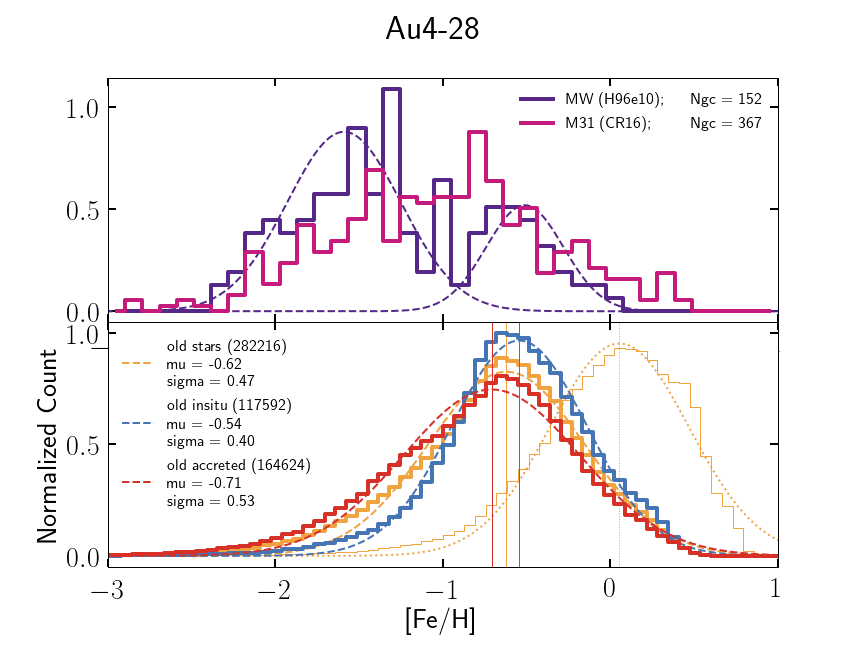 Au4-28
1.0
0.5
0.0
MW (H96e10); Ngc = 152
M31 (CR16); Ngc = 367
Normalized Count
1.0
0.5
0.0
old stars (282216)
mu = -0.62
sigma = 0.47
old insitu (117592)
mu = -0.54
sigma = 0.40
old accreted (164624)
mu = -0.71
sigma = 0.53
−3 −2 −1 0 1
[Fe/H]